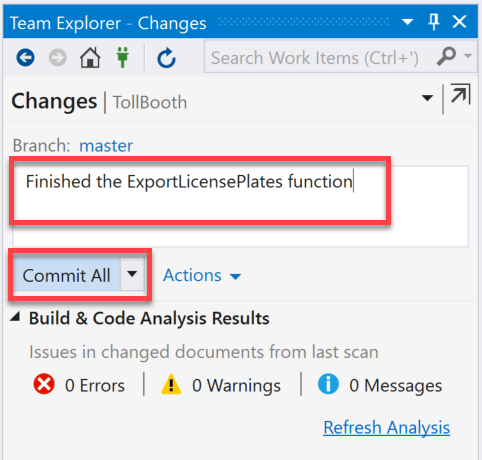 Team Explorer - Changes
Search Work Items (Ctrl+')
Changes | TollBooth
Branch: master
Finished the ExportLicensePlates function
Commit All
Actions
Build & Code Analysis Results
Issues in changed documents from last scan
0 Errors | 0 Warnings | 0 Messages
Refresh Analysis